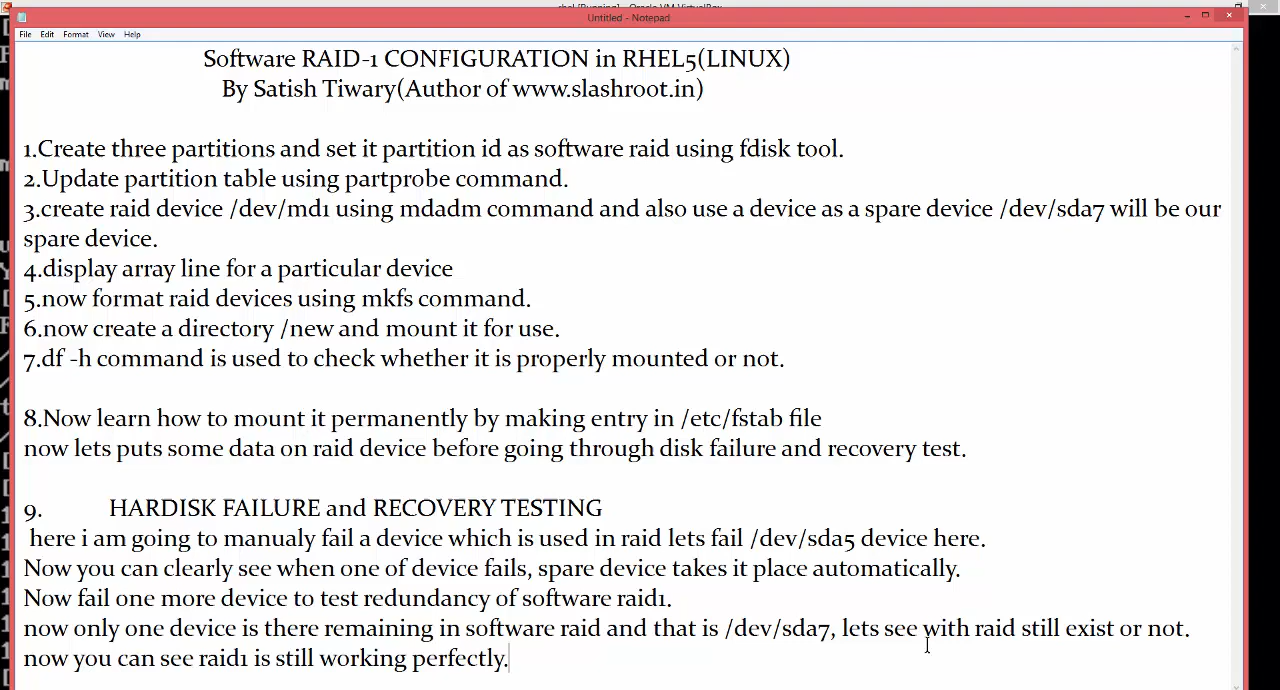 Untitled - Notepad
File Edit Format View Help
Software RAID-1 CONFIGURATION in RHEL5(LINUX)
By Satish Tiwary(Author of www.slashroot.in)
1.Create three partitions and set it partition id as software raid using fdisk tool.
2.Update partition table using partprobe command.
3.create raid device /dev/md1 using mdadm command and also use a device as a spare device /dev/sda7 will be our
spare device.
4.display array line for a particular device
5.now format raid devices using mkfs command.
6.now create a directory /new and mount it for use.
7.df -h command is used to check whether it is properly mounted or not.
8.Now learn how to mount it permanently by making entry in /etc/fstab file
now lets puts some data on raid device before going through disk failure and recovery test.
9. HARDISK FAILURE and RECOVERY TESTING
here i am going to manualy fail a device which is used in raid lets fail /dev/sda5 device here.
Now you can clearly see when one of device fails, spare device takes it place automatically.
Now fail one more device to test redundancy of software raid1.
now only one device is there remaining in software raid and that is /dev/sda7, lets see with raid still exist or not.
now you can see raid1 is still working perfectly.